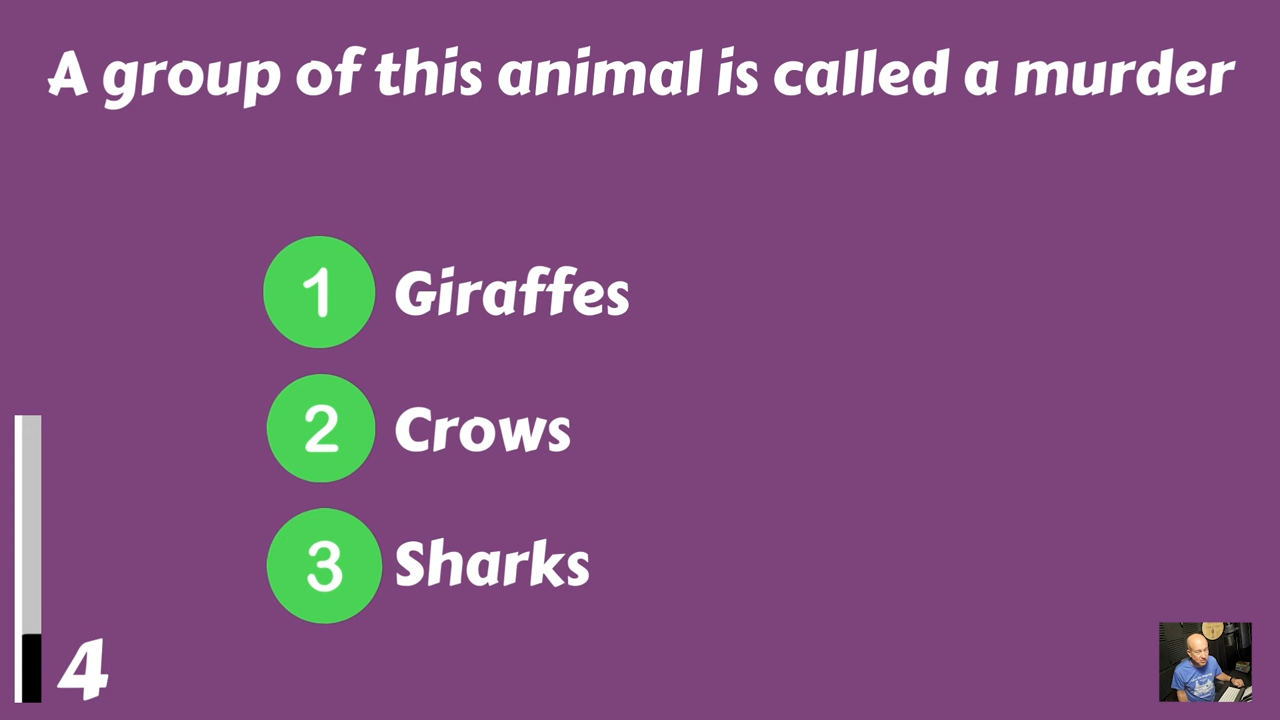 A group of this animal is called a murder
1 Giraffes
2 Crows
3 Sharks
4